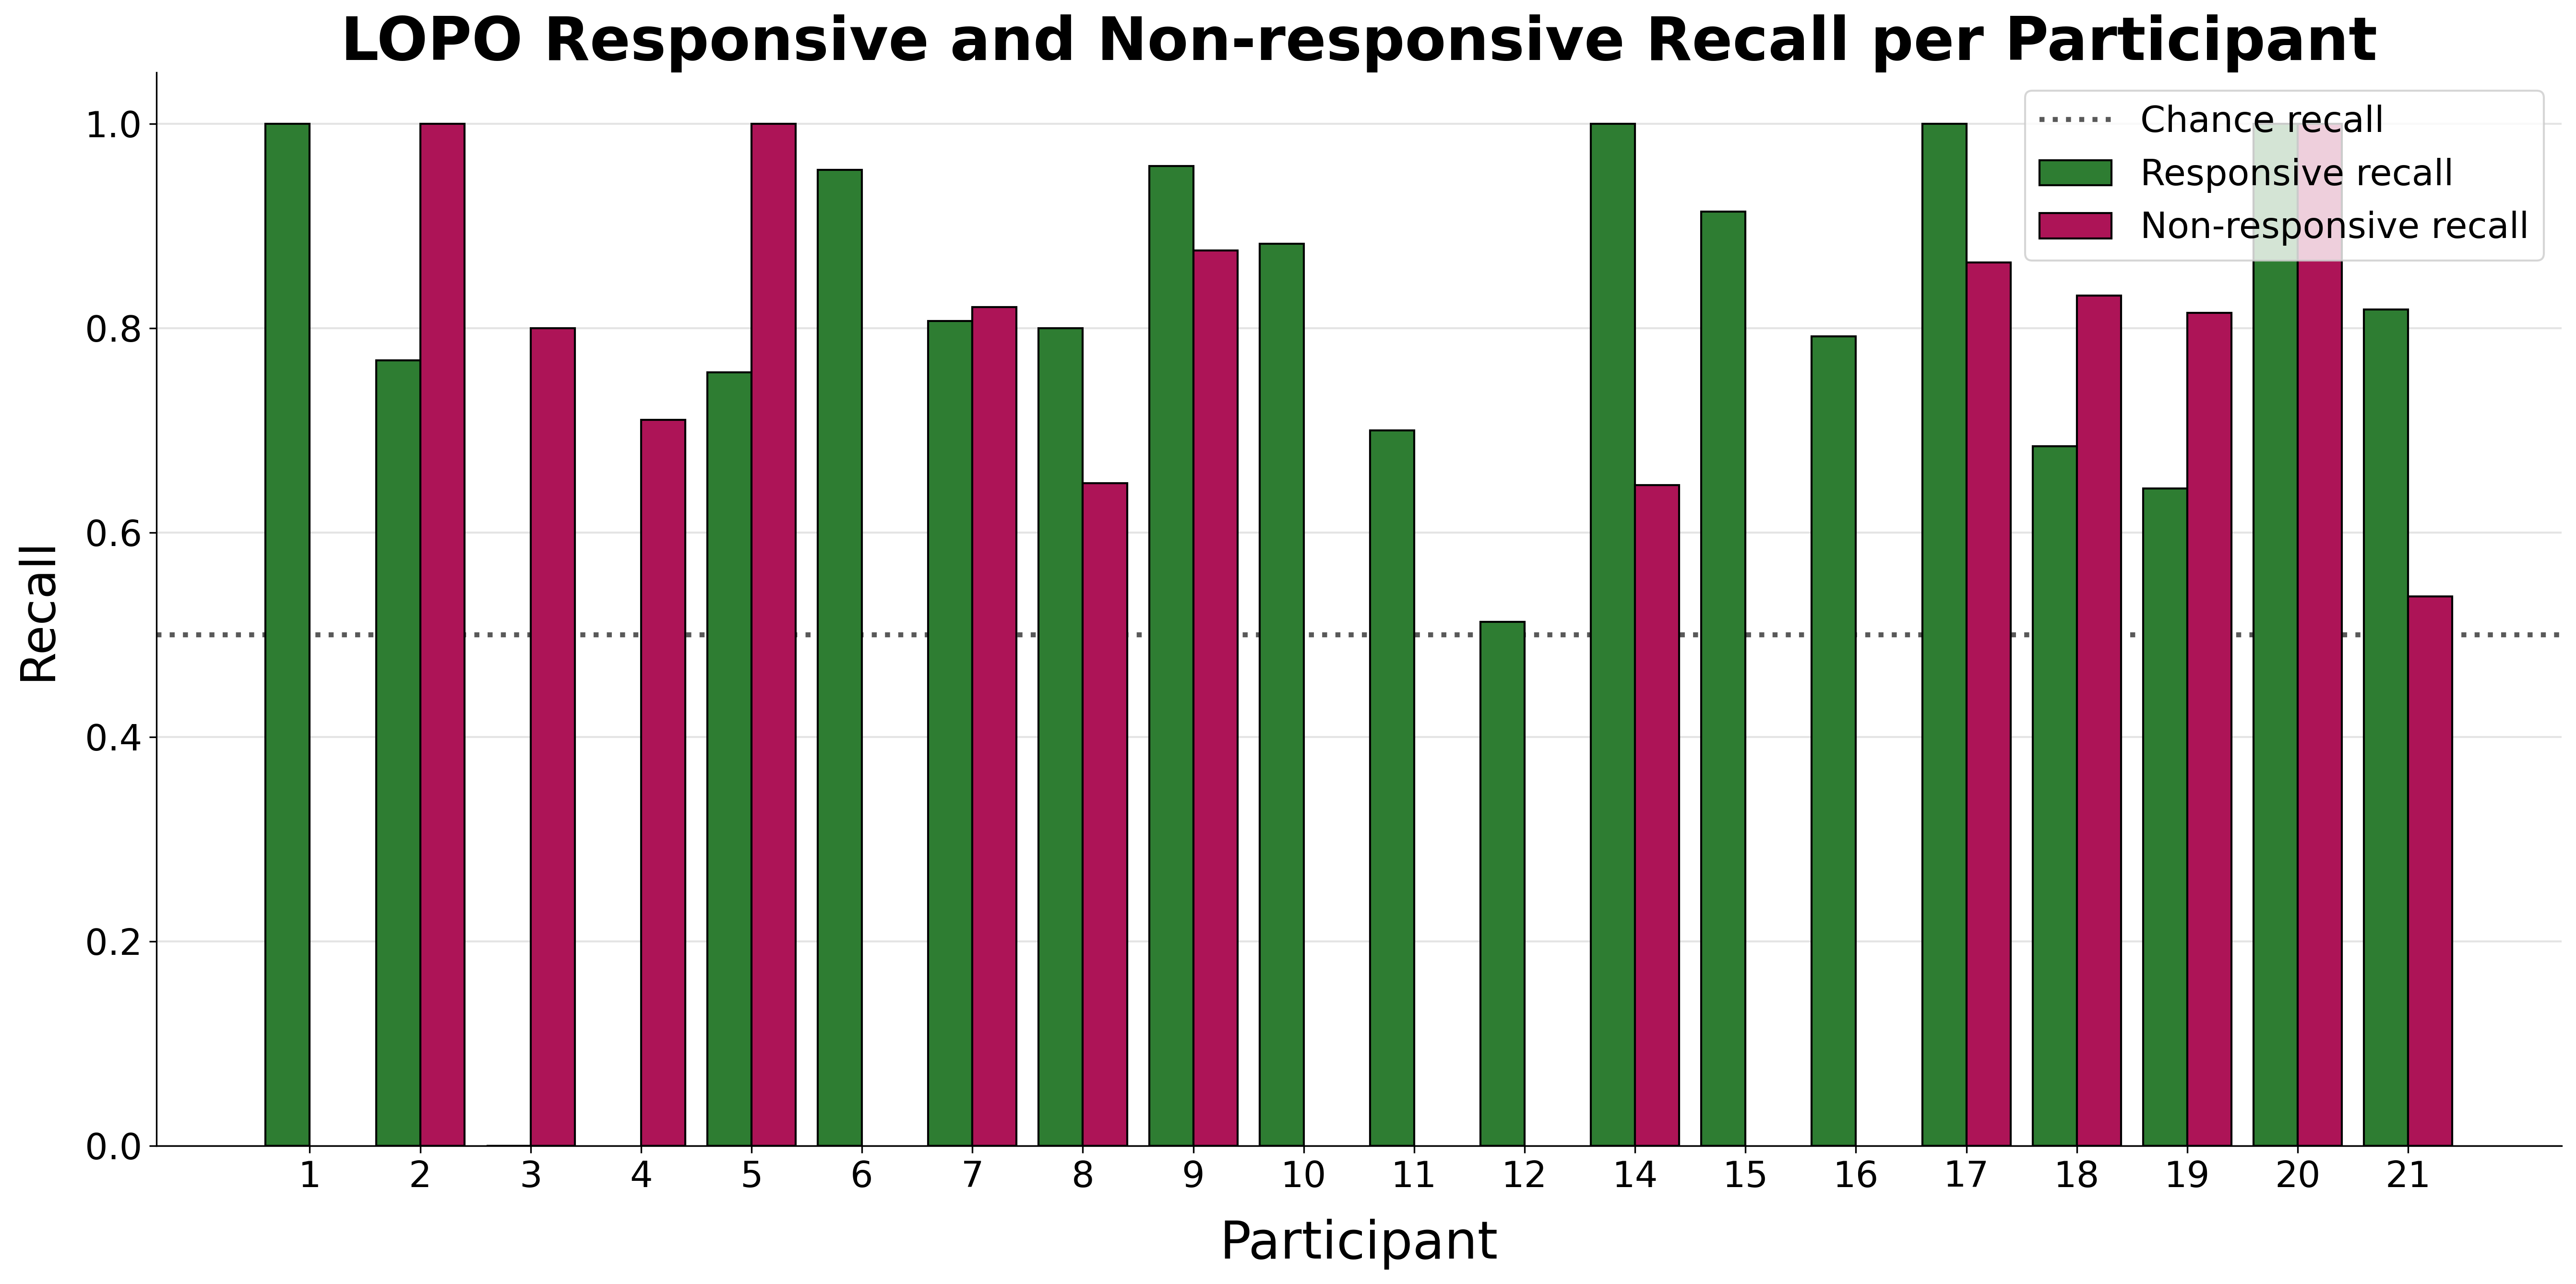 LOPO Responsive and Non-responsive Recall per Participant
Chance recall
Responsive recall
Non-responsive recall
1.0
0.8
0.6
0.4
0.2
0.0
Recall
1 2 3 4 5 6 7 8 9 10 11 12 14 15 16 17 18 19 20 21
Participant